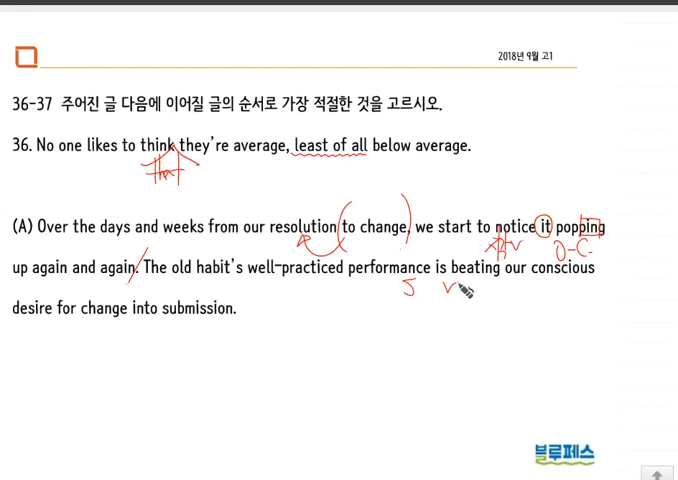 2018년 9월 고1
36-37 주어진 글 다음에 이어질 글의 순서로 가장 적절한 것을 고르시오.
36. No one likes to think they're average, least of all below average.
that
(A) Over the days and weeks from our resolution to change, we start to notice it popping
O-C
up again and again. The old habit's well-practiced performance is beating our conscious
S V
desire for change into submission.
블루페스